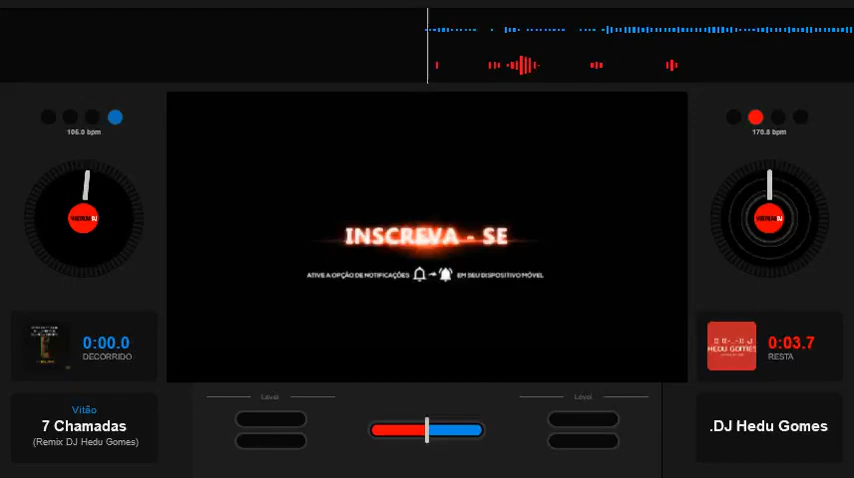 106.0 bpm
170.8 bpm
INSCREVA - SE
ATIVE A OPÇÃO DE NOTIFICAÇÕES EM SEU DISPOSITIVO MÓVEL
0:00.0
DECORRIDO
HEDU GOMES
0:03.7
RESTA
Level
Level
Vitão
7 Chamadas
(Remix DJ Hedu Gomes)
.DJ Hedu Gomes